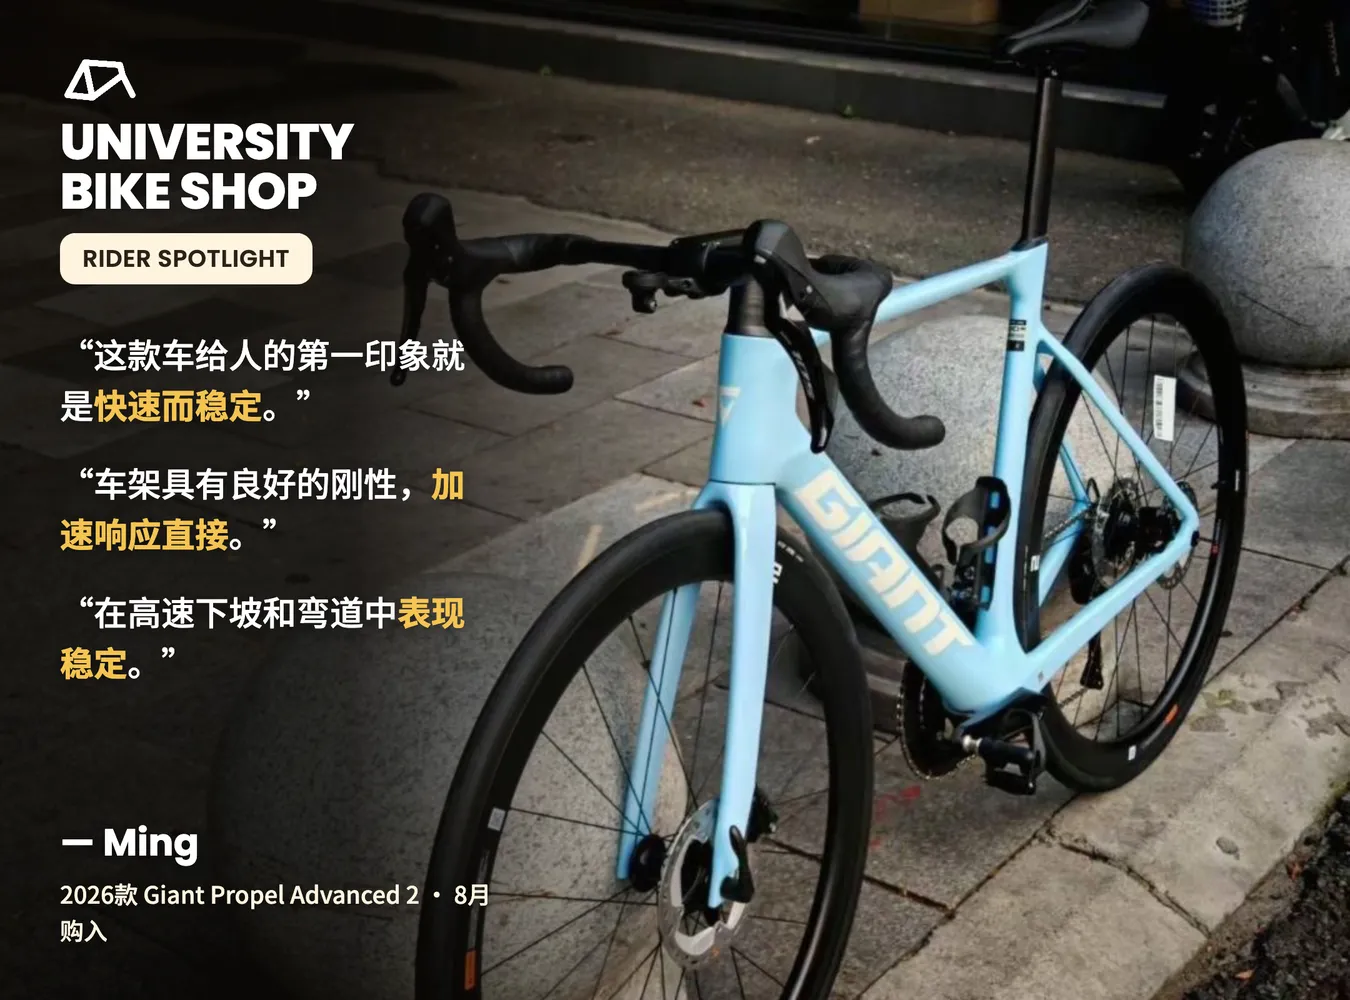 UNIVERSITY
BIKE SHOP
RIDER SPOTLIGHT
“这款车给人的第一印象就
是快速而稳定。”
“车架具有良好的刚性，加
速响应直接。”
“在高速下坡和弯道中表现
稳定。”
— Ming
2026款 Giant Propel Advanced 2 · 8月
购入
GIANT